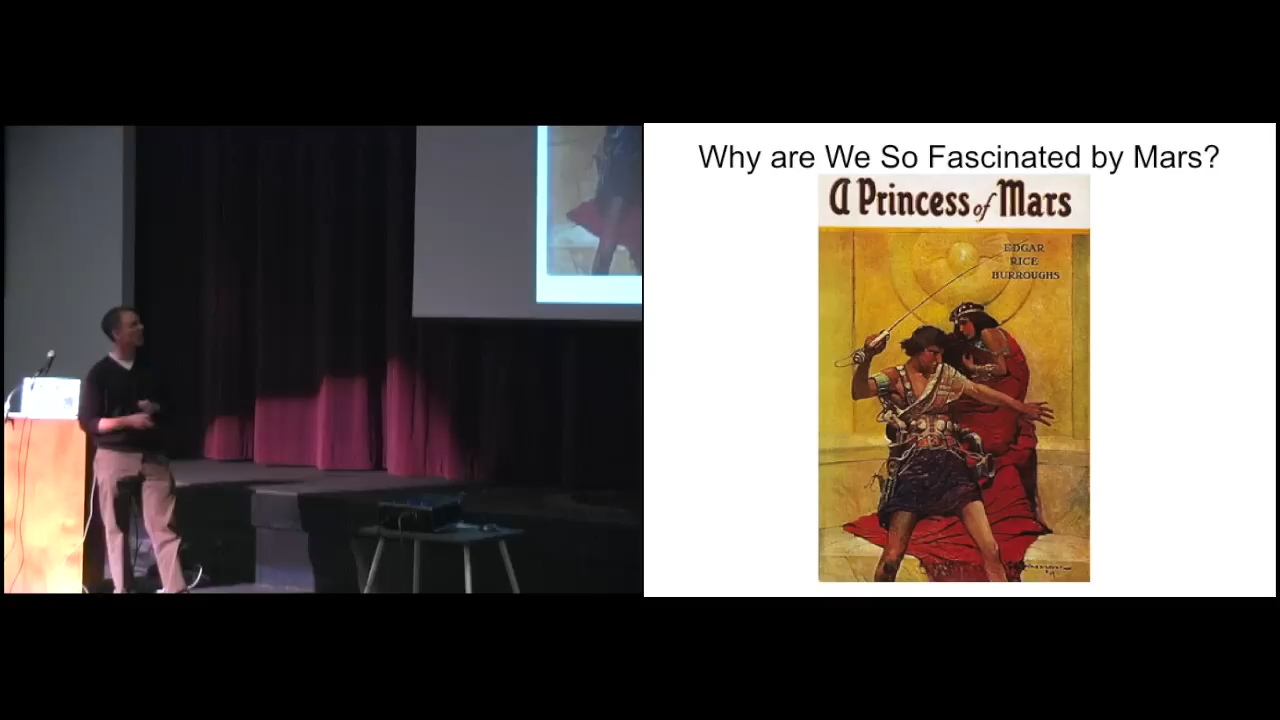 Why are We So Fascinated by Mars?
A Princess of Mars
EDGAR
RICE
BURROUGHS